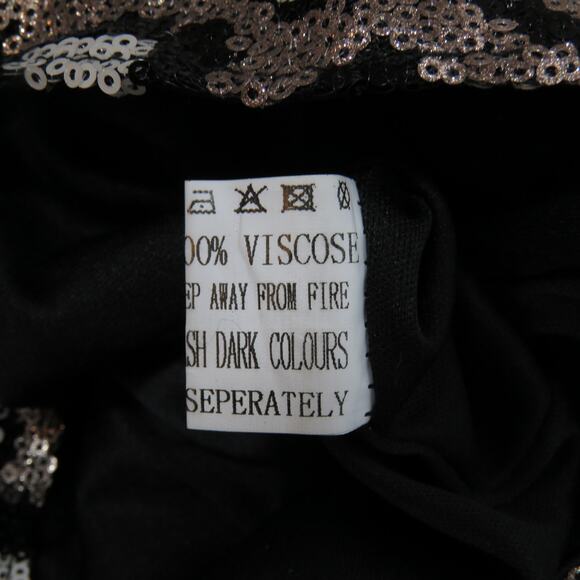 00% VISCOSE
EP AWAY FROM FIRE
SH DARK COLOURS
SEPERATELY